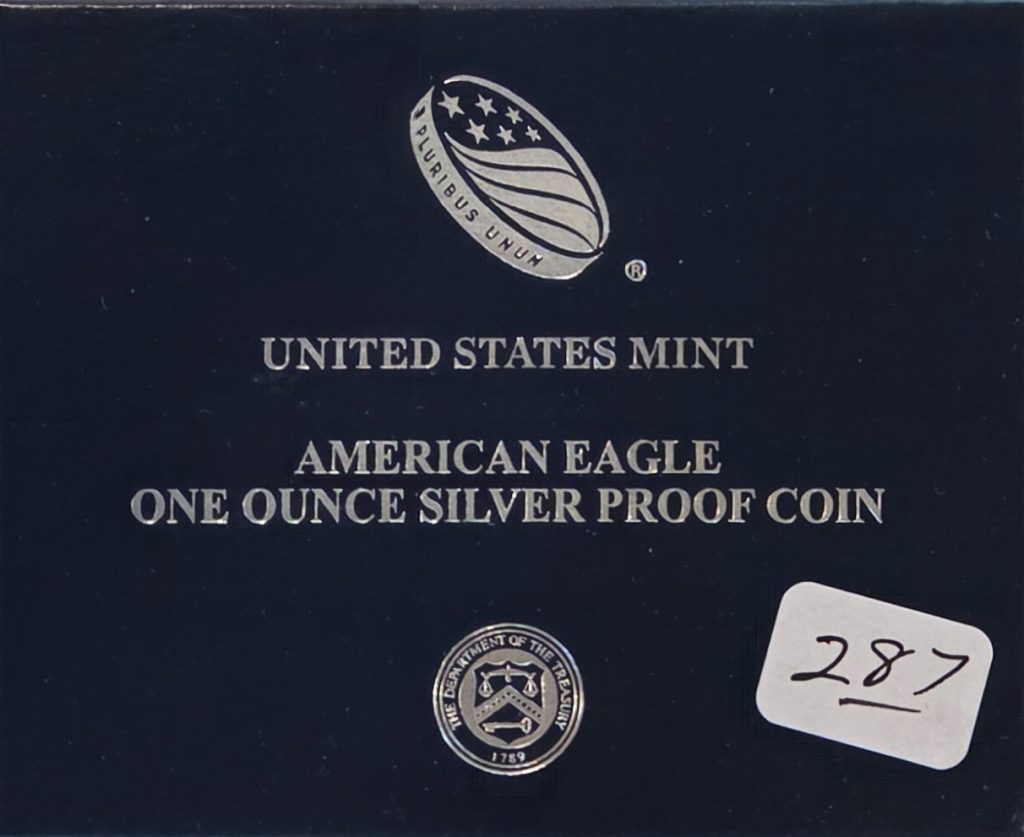 PLURIBUS UNUM
®
UNITED STATES MINT
AMERICAN EAGLE
ONE OUNCE SILVER PROOF COIN
THE DEPARTMENT OF THE TREASURY
1789
287